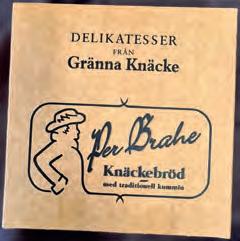 DELIKATESSER
FRÅN
Gränna Knäcke
Per Brahe
Knäckebröd
med traditionell kummin